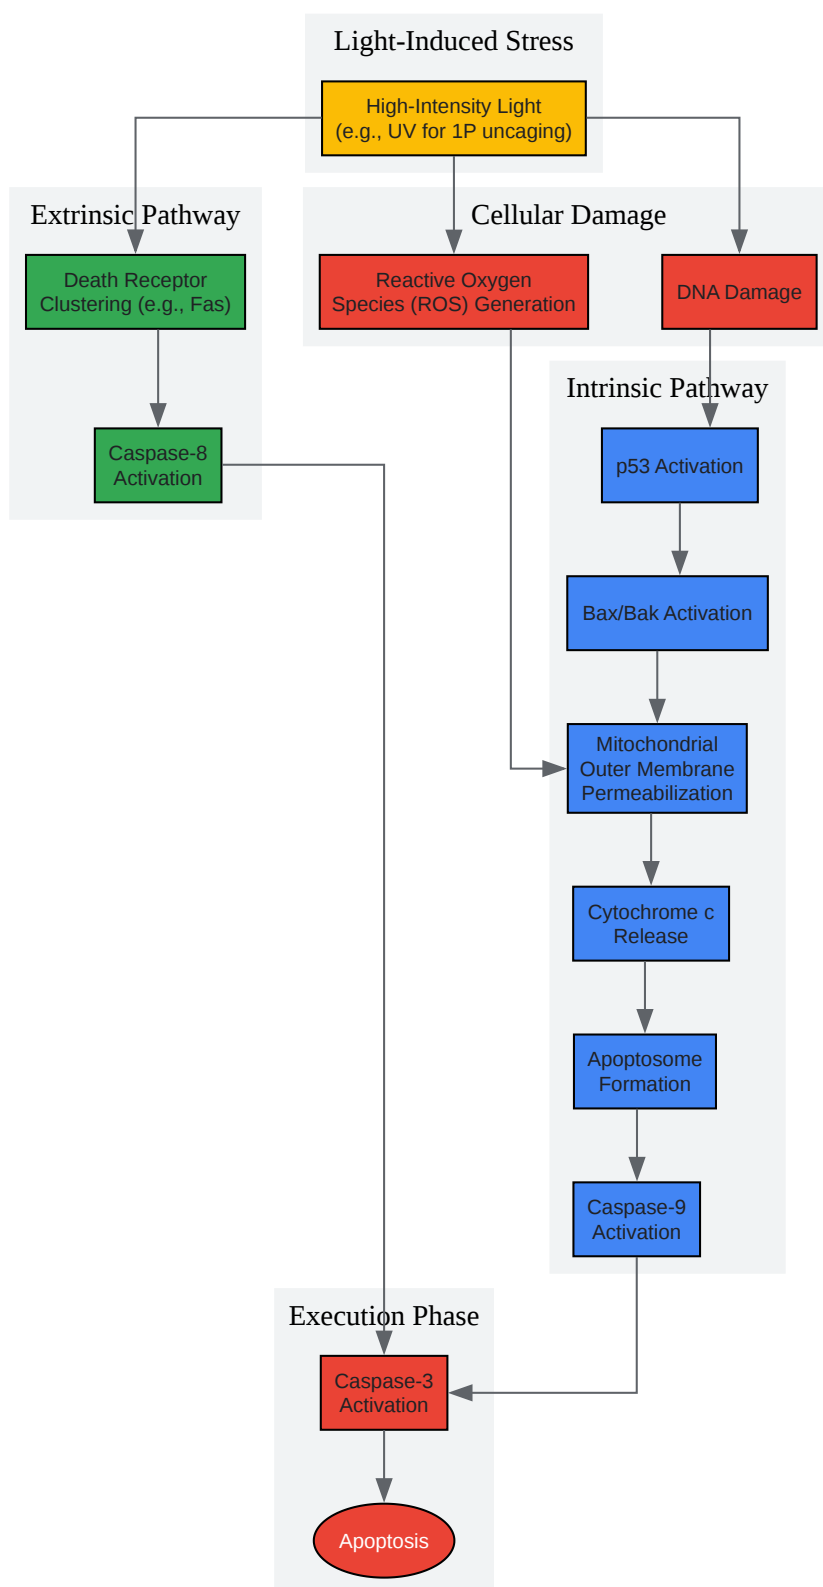 Light-Induced Stress
High-Intensity Light
(e.g., UV for 1P uncaging)
Extrinsic Pathway
Cellular Damage
Death Receptor
Clustering (e.g., Fas)
Reactive Oxygen
Species (ROS) Generation
DNA Damage
Intrinsic Pathway
Caspase-8
Activation
p53 Activation
Bax/Bak Activation
Mitochondrial
Outer Membrane
Permeabilization
Cytochrome c
Release
Apoptosome
Formation
Caspase-9
Activation
Execution Phase
Caspase-3
Activation
Apoptosis